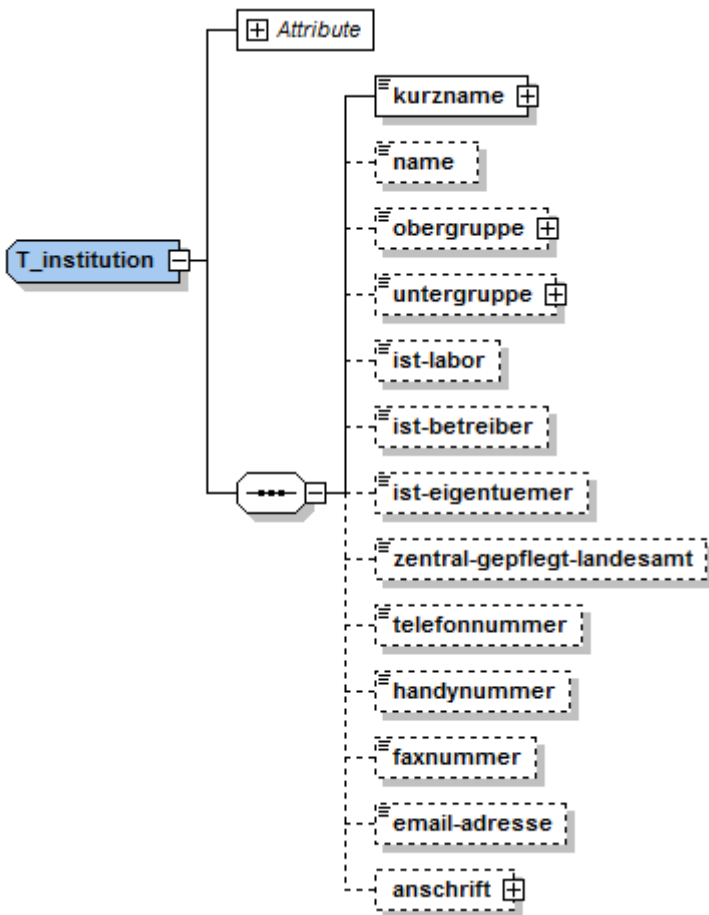 Attribute
kurzname
name
obergruppe
T_institution
untergruppe
ist-labor
ist-betreiber
ist-eigentuemer
zentral-gepflegt-landesamt
telefonnummer
handynummer
faxnummer
email-adresse
anschrift